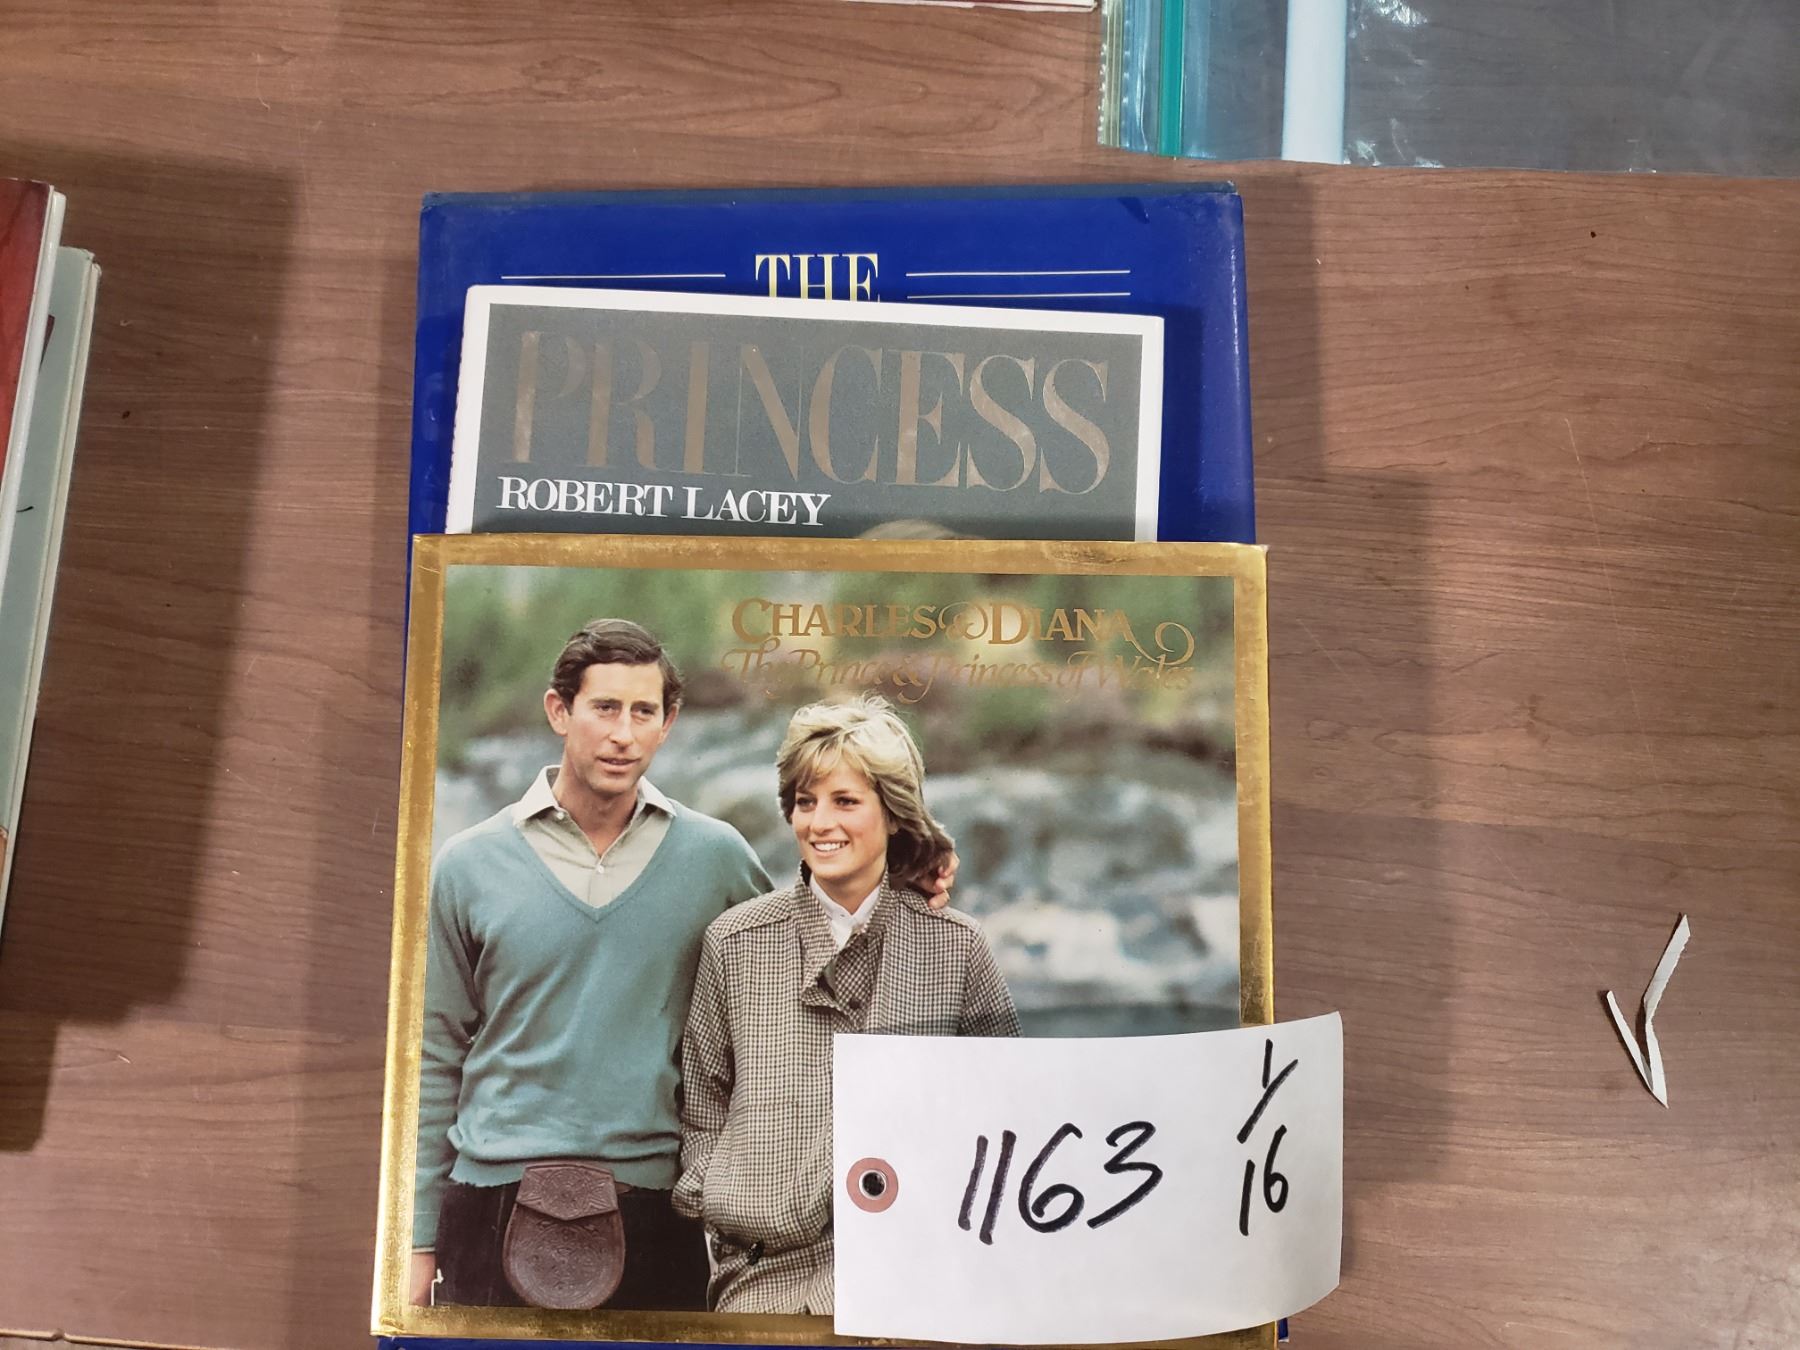 THE
PRINCESS
ROBERT LACEY
CHARLES & DIANA
The Prince & Princess of Wales
1163 1/16